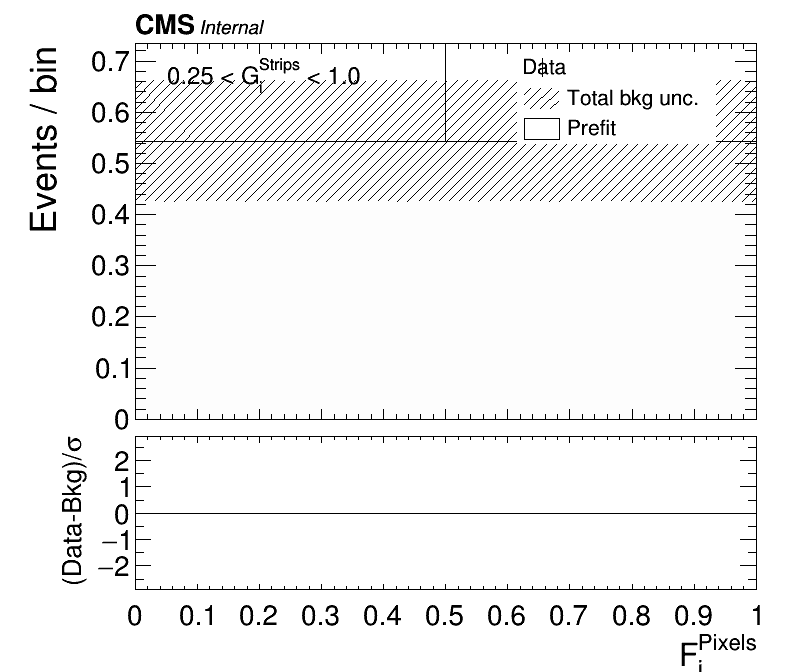 CMS Internal
0.25 < G_i^Strips < 1.0
Data
Total bkg unc.
Prefit
Events / bin
0.7
0.6
0.5
0.4
0.3
0.2
0.1
0
(Data-Bkg)/σ
2
1
0
−1
−2
0 0.1 0.2 0.3 0.4 0.5 0.6 0.7 0.8 0.9 1
F_i^Pixels